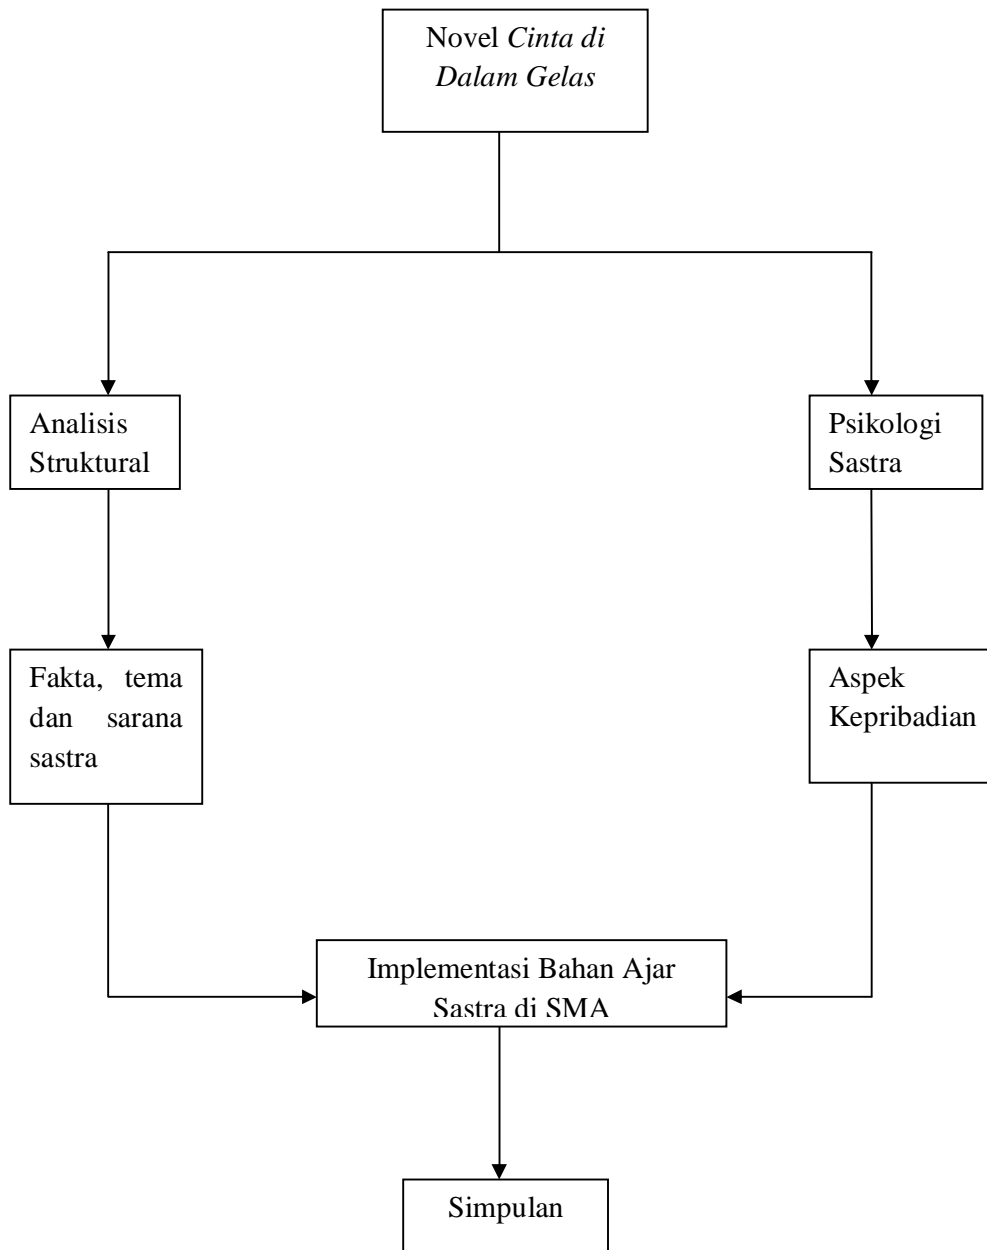 Novel Cinta di
Dalam Gelas
Analisis
Struktural
Psikologi
Sastra
Fakta, tema
dan sarana
sastra
Aspek
Kepribadian
Implementasi Bahan Ajar
Sastra di SMA
Simpulan